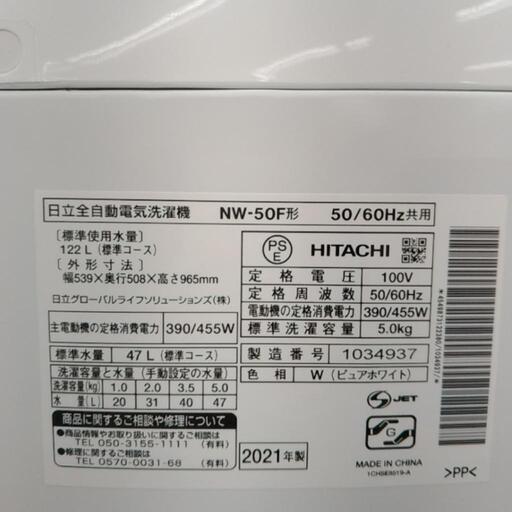 日立全自動電気洗濯機 NW-50F形 50/60Hz共用
〔標準使用水量〕
122L(標準コース)
〔外形寸法〕
幅539×奥行508×高さ965mm
日立グローバルライフソリューションズ(株)
主電動機の定格消費電力 390/455W
標準水量 47L(標準コース)
洗濯容量と水量(手動設定の水量)
洗濯容量(kg) 1.0 2.0 3.5 5.0
水量(L) 20 31 40 47
商品に関するご相談や修理について
●商品情報やお取り扱いに関するご相談
TEL 050-3155-1111 (有料)
●修理に関するご相談
TEL 0570-0031-68 (有料)
PS
E
HITACHI
定格電圧 100V
定格周波数 50/60Hz
電動機の定格消費電力 390/455W
標準洗濯容量 5.0kg
製造番号 1034937
色相 W(ピュアホワイト)
2021年製
S-JET
G
MADE IN CHINA
>PP<